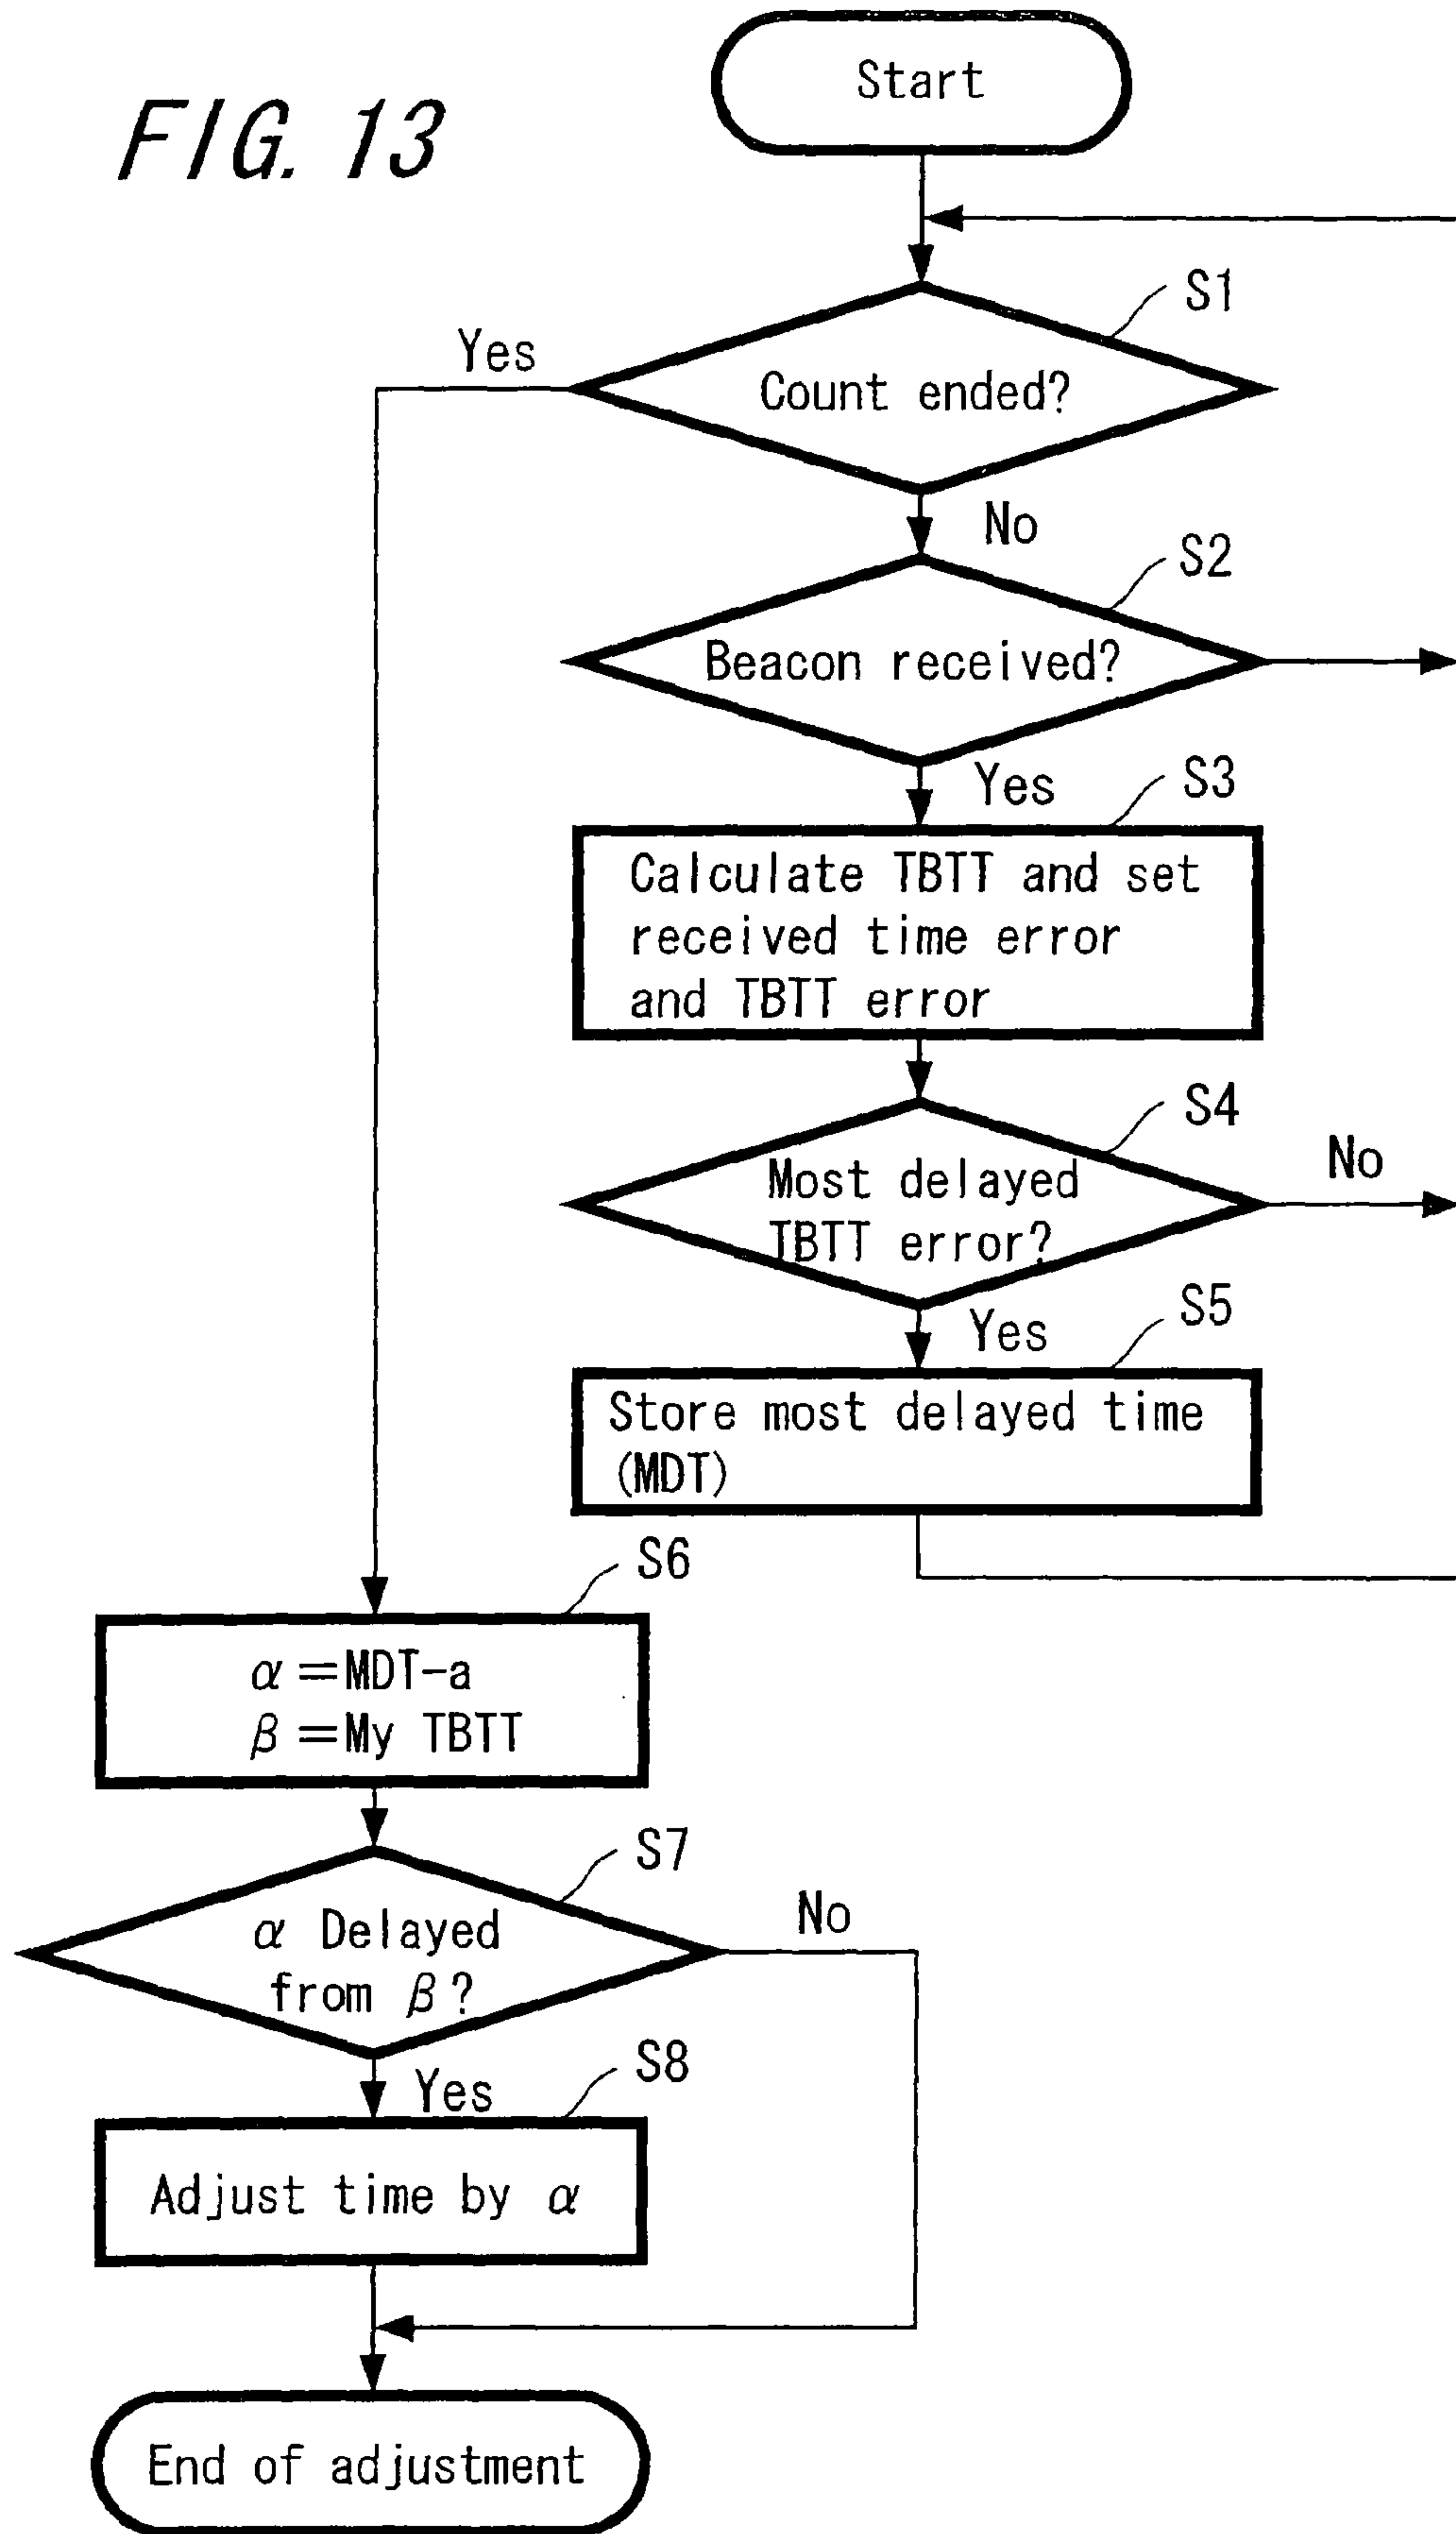 FIG. 13
Start
S1
Yes
Count ended?
No
S2
Beacon received?
Yes
S3
Calculate TBTT and set
received time error
and TBTT error
S4
No
Most delayed
TBTT error?
Yes
S5
Store most delayed time
(MDT)
S6
α=MDT-a
β=My TBTT
S7
No
α Delayed
from β?
Yes
S8
Adjust time by α
End of adjustment